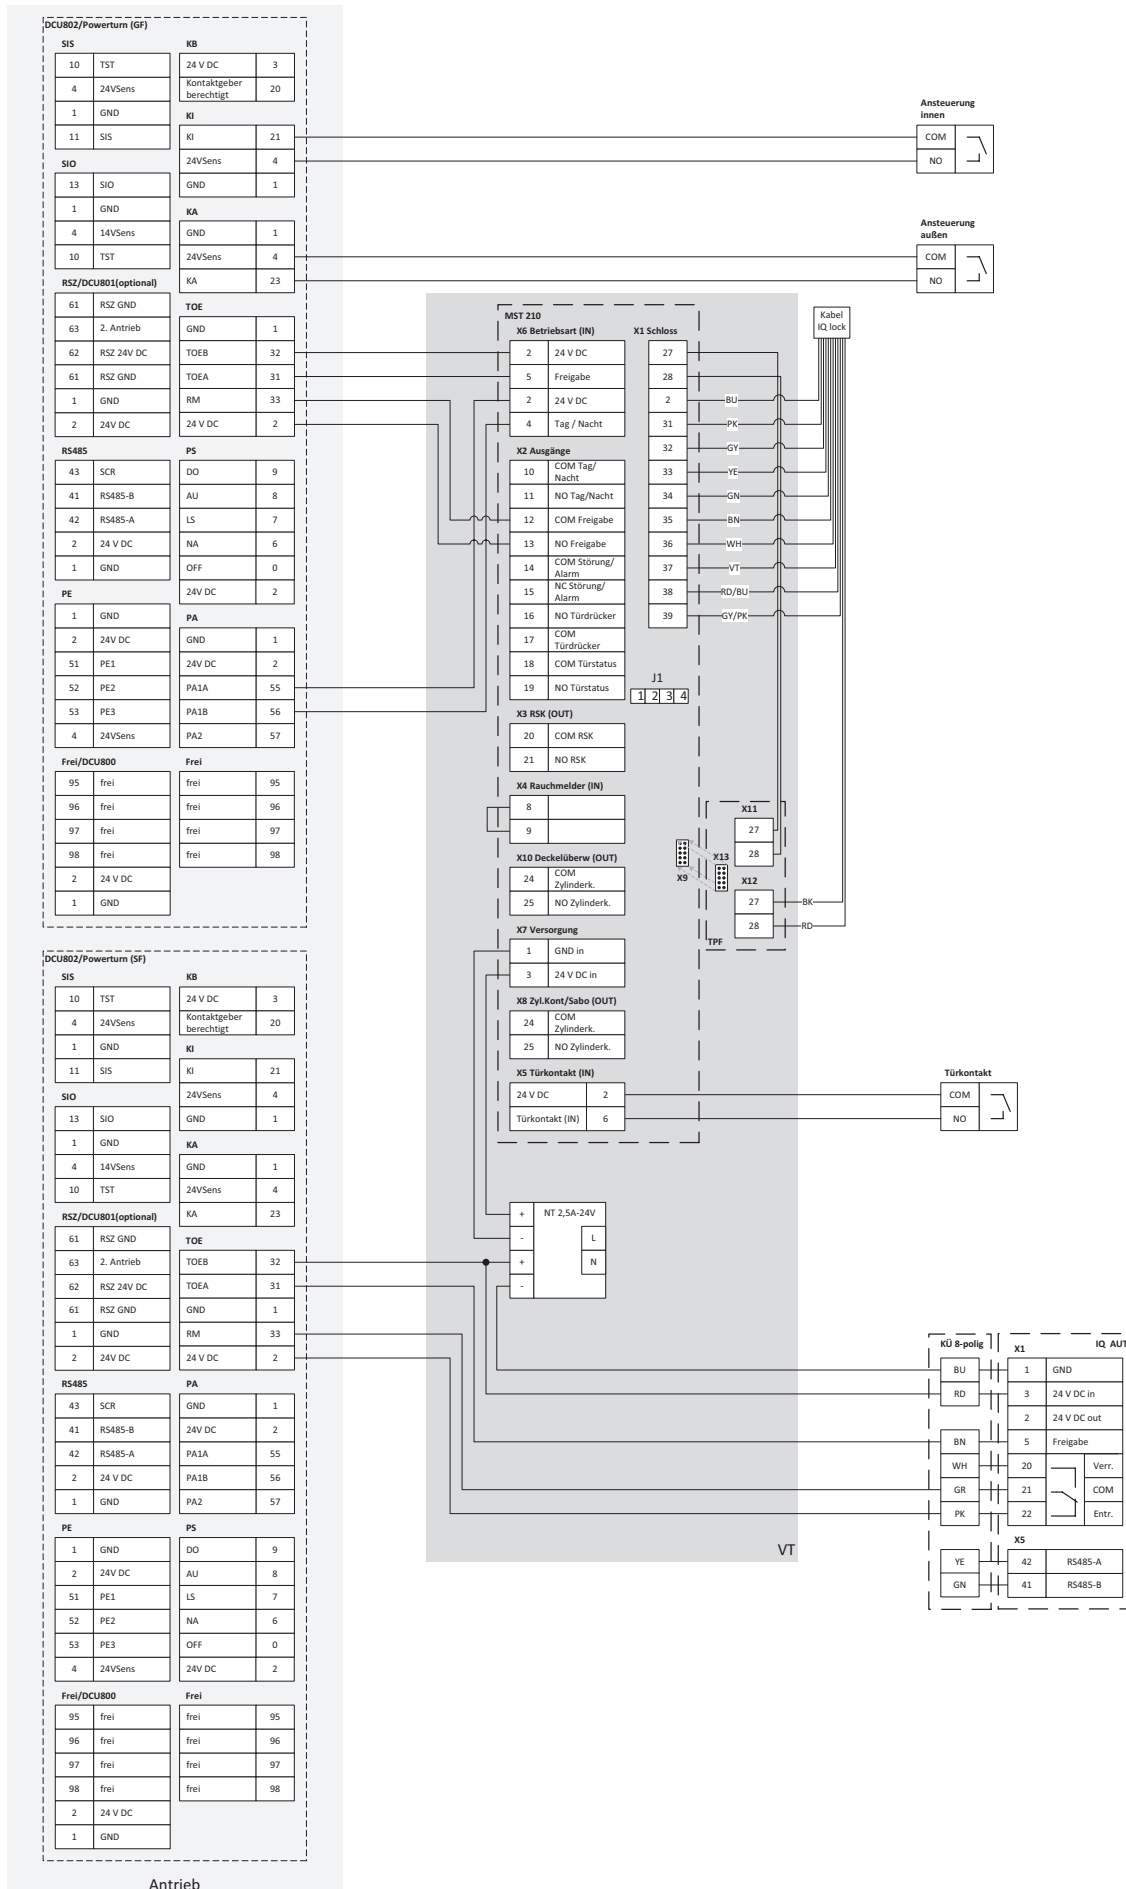 DCU802/Powerturn (GF)
SIS
10 TST
4 24VSens
1 GND
11 SIS
SIO
13 SIO
1 GND
4 14VSens
10 TST
RSZ/DCU801(optional)
61 RSZ GND
63 2. Antrieb
62 RSZ 24V DC
61 RSZ GND
1 GND
2 24V DC
RS485
43 SCR
41 RS485-B
42 RS485-A
2 24 V DC
1 GND
PE
1 GND
2 24V DC
51 PE1
52 PE2
53 PE3
4 24VSens
Frei/DCU800
95 frei
96 frei
97 frei
98 frei
2 24 V DC
1 GND
KB
24 V DC 3
Kontaktgeber
berechtigt 20
KI
KI 21
24VSens 4
GND 1
KA
GND 1
24VSens 4
KA 23
TOE
GND 1
TOEB 32
TOEA 31
RM 33
24 V DC 2
PS
DO 9
AU 8
LS 7
NA 6
OFF 0
24V DC 2
PA
GND 1
24V DC 2
PA1A 55
PA1B 56
PA2 57
Frei
frei 95
frei 96
frei 97
frei 98
Ansteuerung
innen
COM
NO
Ansteuerung
außen
COM
NO
MST 210
X6 Betriebsart (IN)
2 24 V DC
5 Freigabe
2 24 V DC
4 Tag / Nacht
X2 Ausgänge
10 COM Tag/
Nacht
11 NO Tag/Nacht
12 COM Freigabe
13 NO Freigabe
14 COM Störung/
Alarm
15 NC Störung/
Alarm
16 NO Türdrücker
17 COM
Türdrücker
18 COM Türstatus
19 NO Türstatus
X3 RSK (OUT)
20 COM RSK
21 NO RSK
X4 Rauchmelder (IN)
8
9
X10 Deckelüberw (OUT)
24 COM
Zylinderk.
25 NO Zylinderk.
X7 Versorgung
1 GND in
3 24 V DC in
X8 Zyl.Kont/Sabo (OUT)
24 COM
Zylinderk.
25 NO Zylinderk.
X5 Türkontakt (IN)
24 V DC 2
Türkontakt (IN) 6
X1 Schloss
27
28
2 BU
31 PK
32 GY
33 YE
34 GN
35 BN
36 WH
37 VT
38 RD/BU
39 GY/PK
J1
1 2 3 4
Kabel
IQ lock
X9
X13
X11
27
28
X12
27 BK
28 RD
TPF
Türkontakt
COM
NO
+ NT 2,5A-24V
- L
+ N
-
VT
DCU802/Powerturn (SF)
SIS
10 TST
4 24VSens
1 GND
11 SIS
SIO
13 SIO
1 GND
4 14VSens
10 TST
RSZ/DCU801(optional)
61 RSZ GND
63 2. Antrieb
62 RSZ 24V DC
61 RSZ GND
1 GND
2 24V DC
RS485
43 SCR
41 RS485-B
42 RS485-A
2 24 V DC
1 GND
PE
1 GND
2 24V DC
51 PE1
52 PE2
53 PE3
4 24VSens
Frei/DCU800
95 frei
96 frei
97 frei
98 frei
2 24 V DC
1 GND
KB
24 V DC 3
Kontaktgeber
berechtigt 20
KI
KI 21
24VSens 4
GND 1
KA
GND 1
24VSens 4
KA 23
TOE
TOEB 32
TOEA 31
GND 1
RM 33
24 V DC 2
PA
GND 1
24V DC 2
PA1A 55
PA1B 56
PA2 57
PS
DO 9
AU 8
LS 7
NA 6
OFF 0
24V DC 2
Frei
frei 95
frei 96
frei 97
frei 98
Antrieb
KÜ 8-polig
BU
RD
BN
WH
GR
PK
YE
GN
IQ AUT
X1
1 GND
3 24 V DC in
2 24 V DC out
5 Freigabe
20 Verr.
21 COM
22 Entr.
X5
42 RS485-A
41 RS485-B